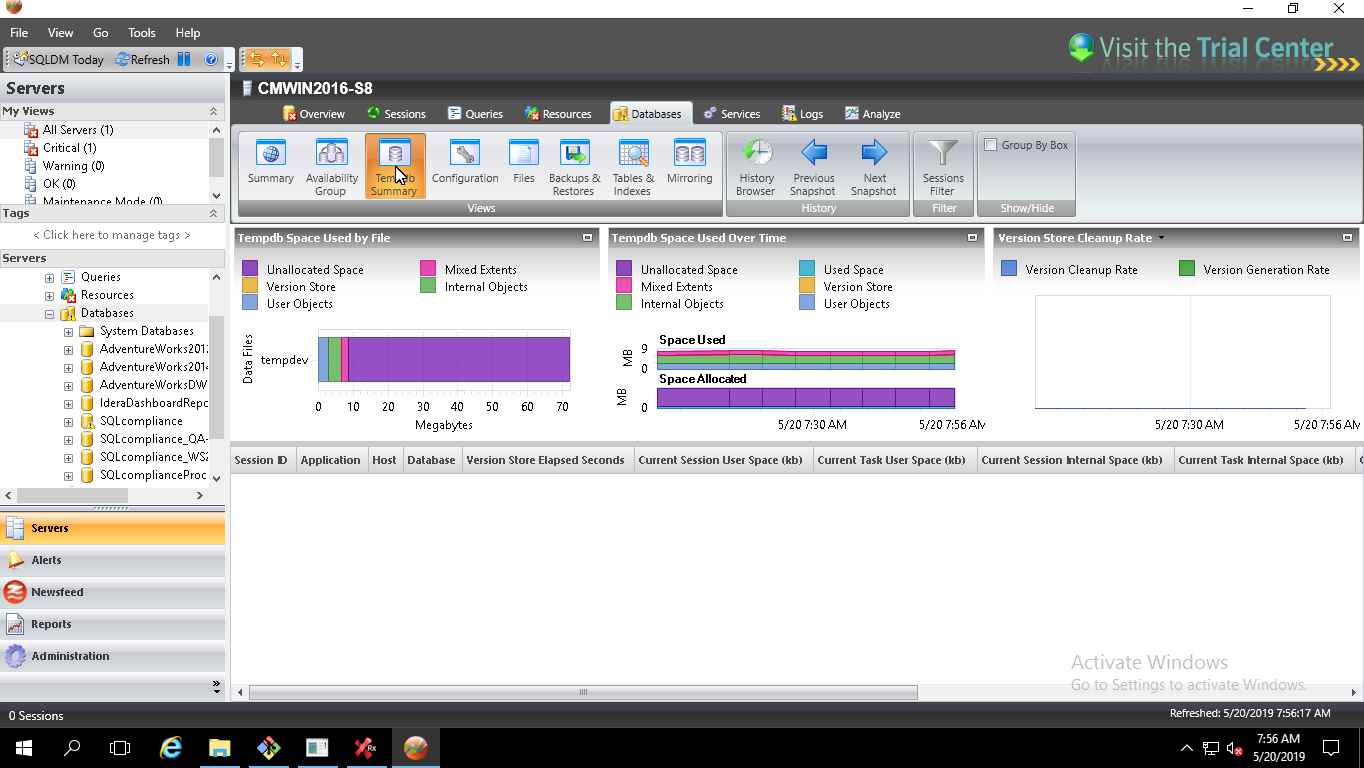 File View Go Tools Help
Visit the Trial Center
SQLDM Today Refresh
Servers
CMWIN2016-S8
My Views
All Servers (1)
Critical (1)
Warning (0)
OK (0)
Maintenance Mode (0)
Tags
< Click here to manage tags >
Servers
Queries
Resources
Databases
System Databases
AdventureWorks201
AdventureWorks201
AdventureWorksDW
IderaDashboardRepo
SQLcompliance
SQLcompliance_QA-
SQLcompliance_WS2
SQLcomplianceProc
Servers
Alerts
Newsfeed
Reports
Administration
Overview Sessions Queries Resources Databases Services Logs Analyze
Summary
Availability Group
Summary
Configuration
Files
Backups & Restores
Tables & Indexes
Mirroring
Views
History Browser
Previous Snapshot
Next Snapshot
History
Sessions Filter
Filter
Group By Box
Show/Hide
Tempdb Space Used by File
Unallocated Space
Mixed Extents
Version Store
Internal Objects
User Objects
Data Files
tempdev
0 10 20 30 40 50 60 70
Megabytes
Tempdb Space Used Over Time
Unallocated Space
Used Space
Mixed Extents
Version Store
Internal Objects
User Objects
Space Used
MB
9
0
Space Allocated
MB
0
5/20 7:30 AM 5/20 7:56 AM
Version Store Cleanup Rate
Version Cleanup Rate
Version Generation Rate
5/20 7:30 AM 5/20 7:56 AM
Session ID Application Host Database Version Store Elapsed Seconds Current Session User Space (kb) Current Task User Space (kb) Current Session Internal Space (kb) Current Task Internal Space (kb)
Activate Windows
Go to Settings to activate Windows.
0 Sessions
Refreshed: 5/20/2019 7:56:17 AM
7:56 AM
5/20/2019